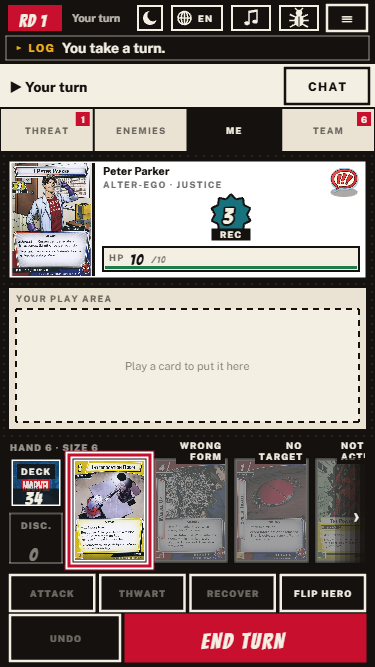 RD 1
Your turn
EN
LOG
You take a turn.
Your turn
CHAT
THREAT
1
ENEMIES
ME
TEAM
6
Peter Parker
ALTER-EGO · JUSTICE
3
REC
HP 10 /10
YOUR PLAY AREA
Play a card to put it here
HAND 6 · SIZE 6
WRONG
FORM
NO
TARGET
NOT
DECK
MARVEL
34
DISC.
0
ATTACK
THWART
RECOVER
FLIP HERO
UNDO
END TURN